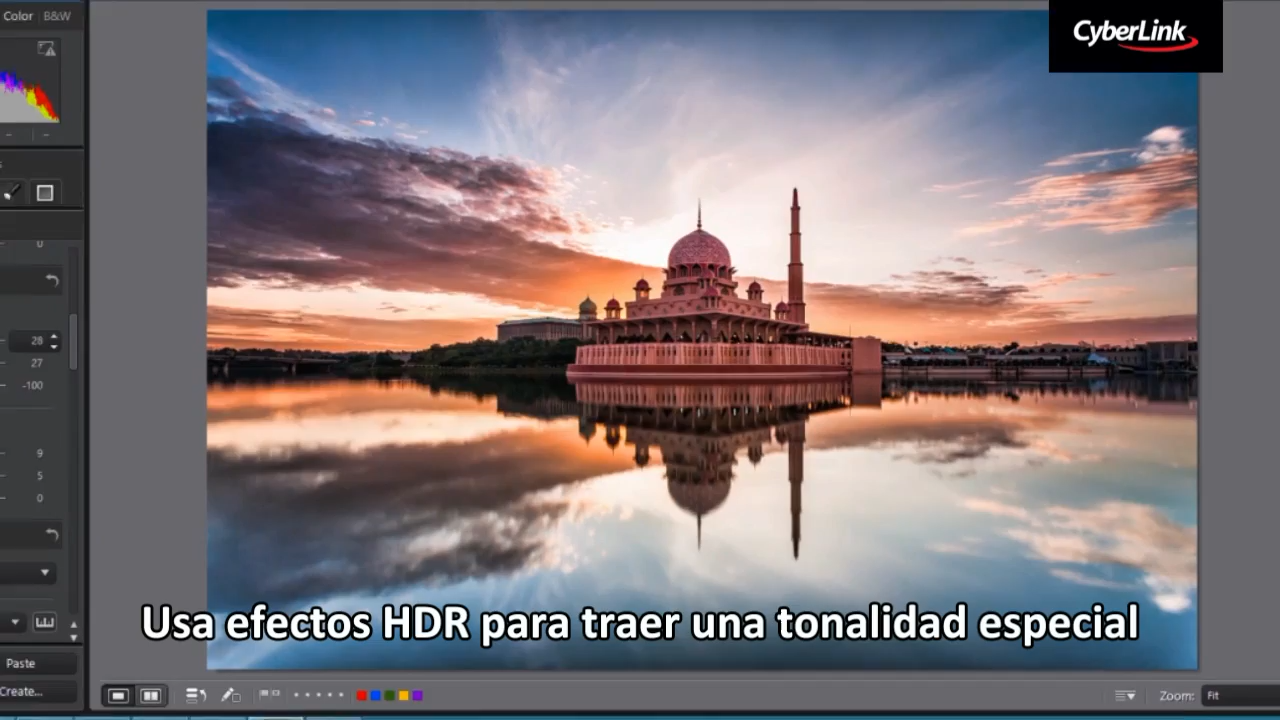 Color B&W
CyberLink
0
28
27
-100
9
5
0
Usa efectos HDR para traer una tonalidad especial
Paste
Create...
Zoom: Fit